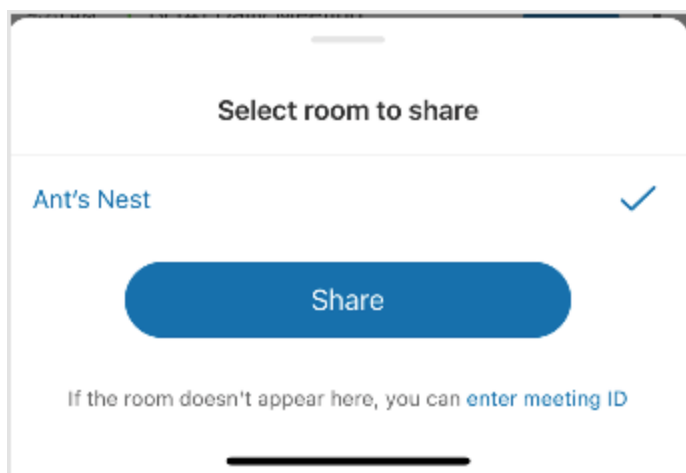 Select room to share
Ant's Nest
Share
If the room doesn't appear here, you can enter meeting ID